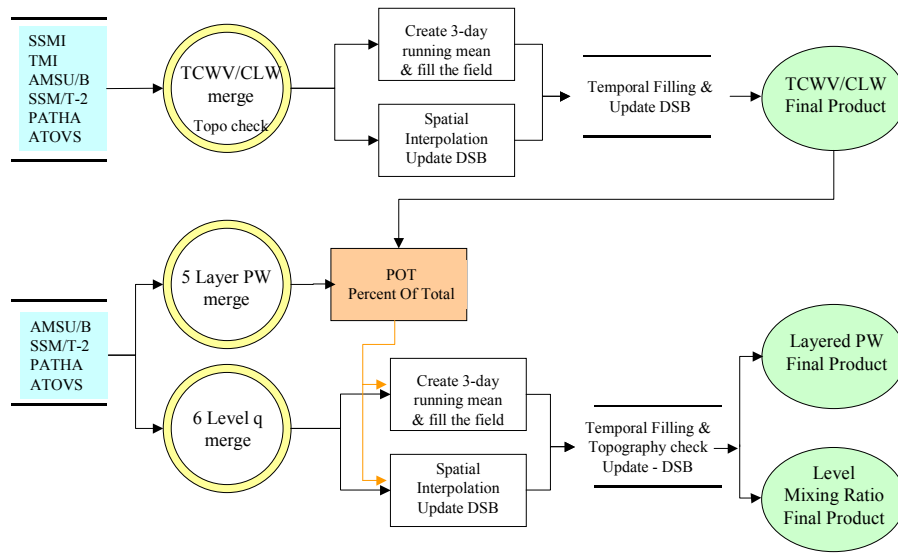 SSMI
TMI
AMSU/B
SSM/T-2
PATHA
ATOVS
TCWV/CLW
merge
Topo check
Create 3-day
running mean
& fill the field
Spatial
Interpolation
Update DSB
Temporal Filling &
Update DSB
TCWV/CLW
Final Product
5 Layer PW
merge
POT
Percent Of Total
AMSU/B
SSM/T-2
PATHA
ATOVS
6 Level q
merge
Create 3-day
running mean
& fill the field
Spatial
Interpolation
Update DSB
Temporal Filling &
Topography check
Update - DSB
Layered PW
Final Product
Level
Mixing Ratio
Final Product